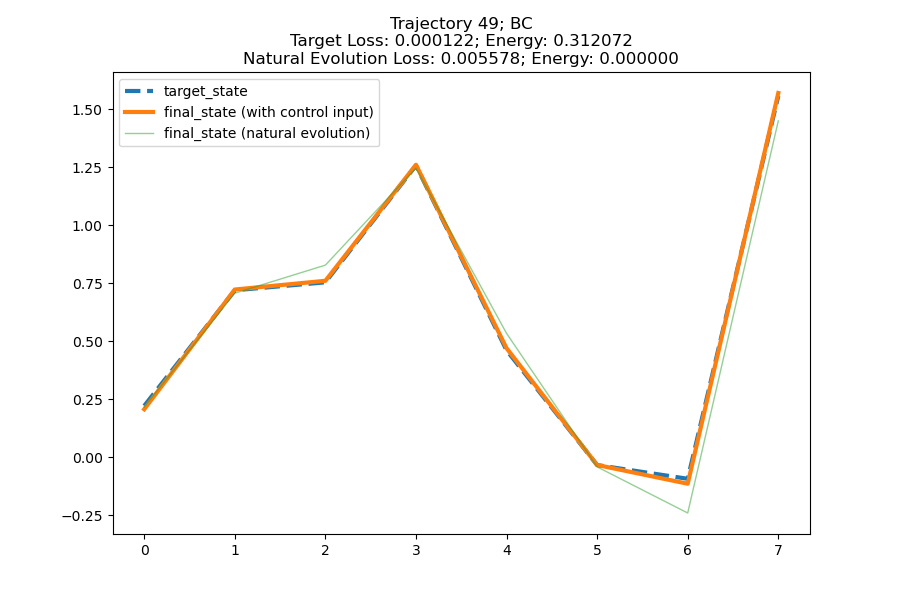 Trajectory 49; BC
Target Loss: 0.000122; Energy: 0.312072
Natural Evolution Loss: 0.005578; Energy: 0.000000
target_state
final_state (with control input)
final_state (natural evolution)
1.50
1.25
1.00
0.75
0.50
0.25
0.00
−0.25
0 1 2 3 4 5 6 7